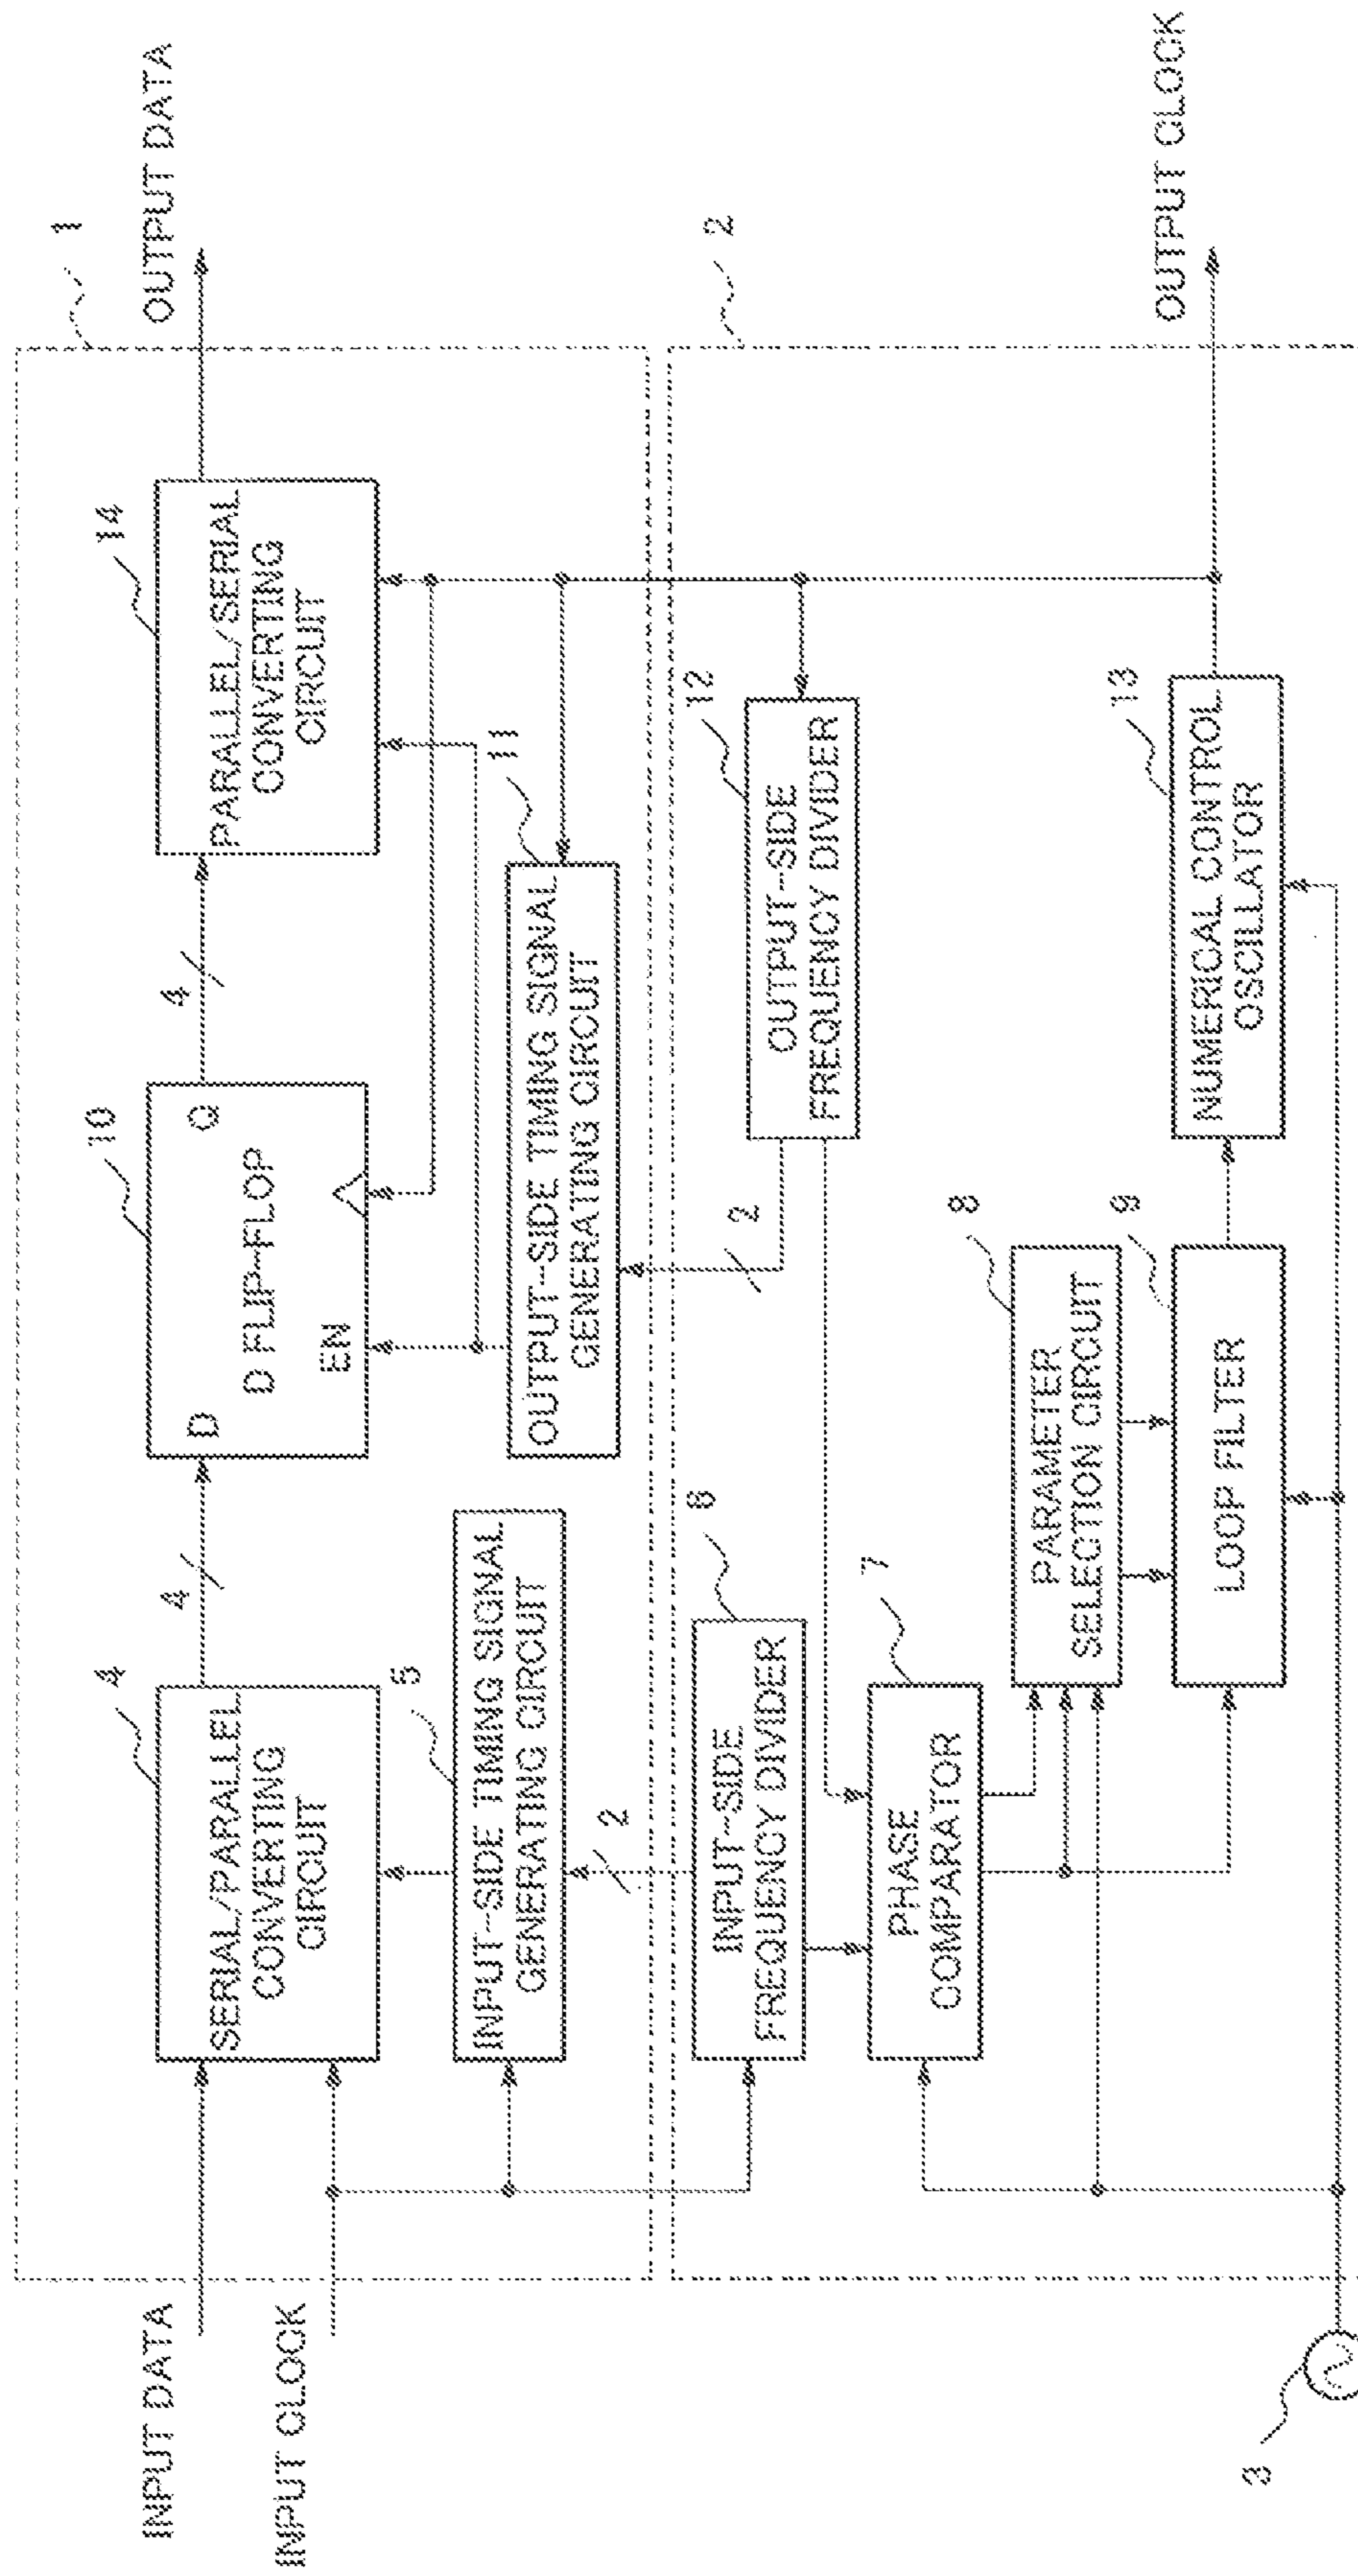 INPUT DATA
INPUT CLOCK
1
4
SERIAL/PARALLEL
CONVERTING
CIRCUIT
4
10
D
Q
D FLIP-FLOP
EN
4
14
PARALLEL/SERIAL
CONVERTING
CIRCUIT
OUTPUT DATA
5
INPUT-SIDE TIMING SIGNAL
GENERATING CIRCUIT
2
11
OUTPUT-SIDE TIMING SIGNAL
GENERATING CIRCUIT
2
2
6
INPUT-SIDE
FREQUENCY DIVIDER
12
OUTPUT-SIDE
FREQUENCY DIVIDER
7
PHASE
COMPARATOR
8
PARAMETER
SELECTION CIRCUIT
9
LOOP FILTER
13
NUMERICAL CONTROL
OSCILLATOR
OUTPUT CLOCK
3